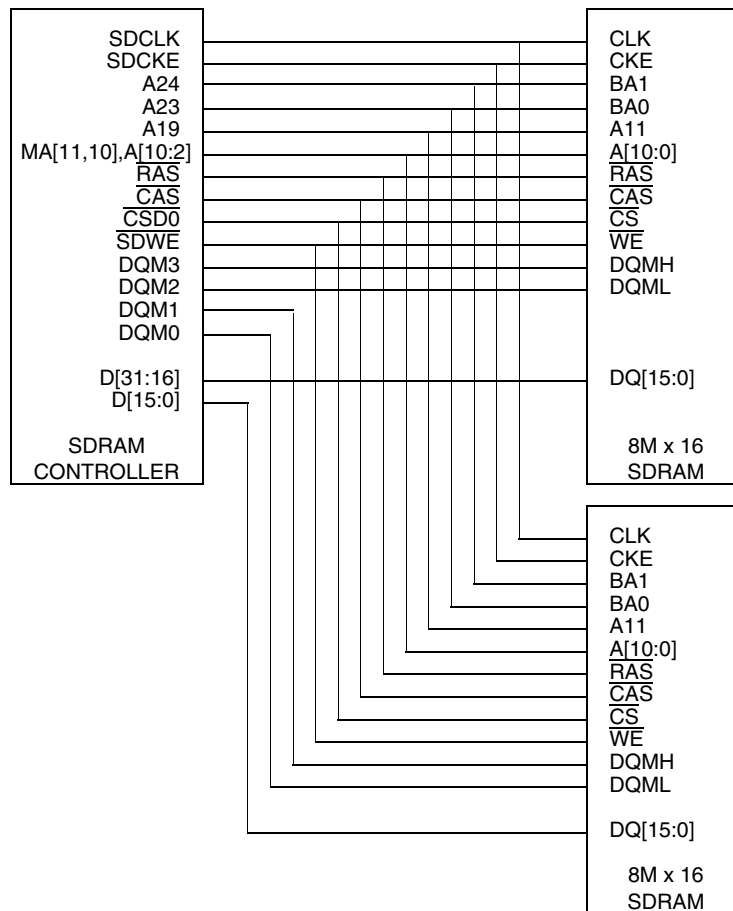 SDCLK
SDCKE
A24
A23
A19
MA[11,10],A[10:2]
RAS
CAS
CSD0
SDWE
DQM3
DQM2
DQM1
DQM0
D[31:16]
D[15:0]
SDRAM
CONTROLLER
CLK
CKE
BA1
BA0
A11
A[10:0]
RAS
CAS
CS
WE
DQMH
DQML
DQ[15:0]
8M x 16
SDRAM
CLK
CKE
BA1
BA0
A11
A[10:0]
RAS
CAS
CS
WE
DQMH
DQML
DQ[15:0]
8M x 16
SDRAM